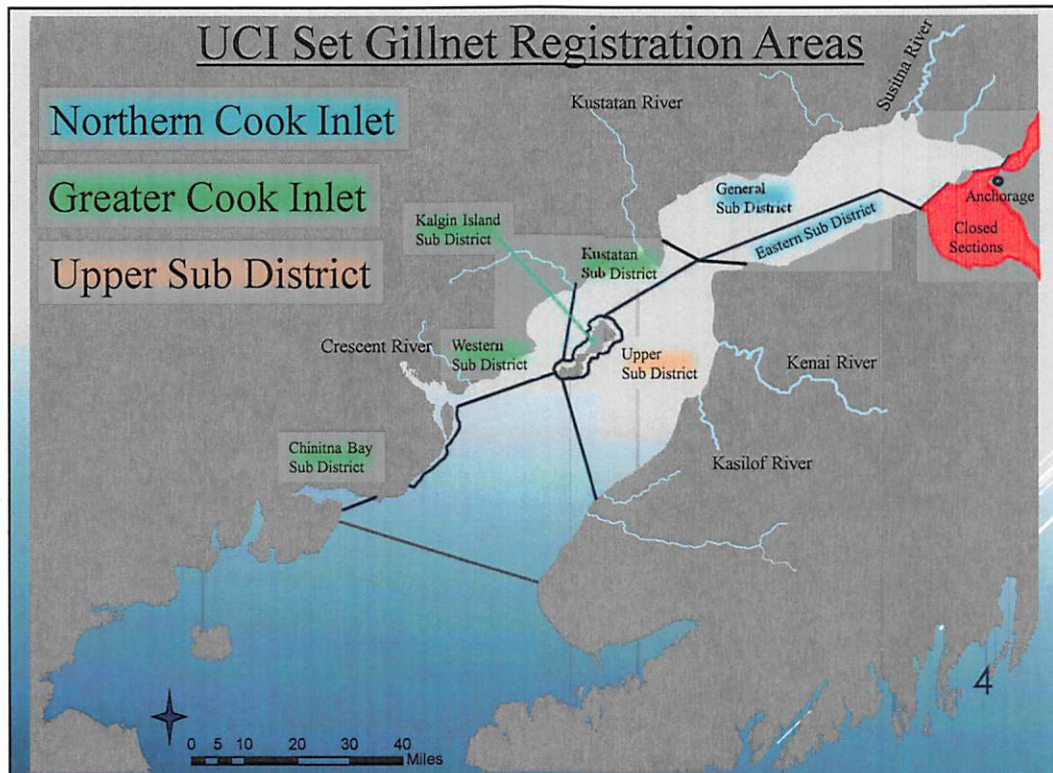 UCI Set Gillnet Registration Areas
Northern Cook Inlet
Greater Cook Inlet
Upper Sub District
Kustatan River
Susitna River
General
Sub District
Anchorage
Closed
Sections
Eastern Sub District
Kalgin Island
Sub District
Kustatan
Sub District
Crescent River
Western
Sub District
Upper
Sub District
Kenai River
Kasilof River
Chinitna Bay
Sub District
4
0 5 10 20 30 40
Miles